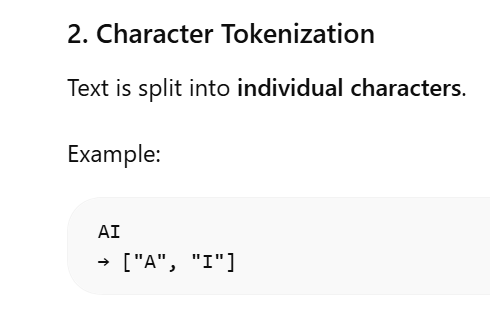 2. Character Tokenization
Text is split into individual characters.
Example:
AI
→ ["A", "I"]